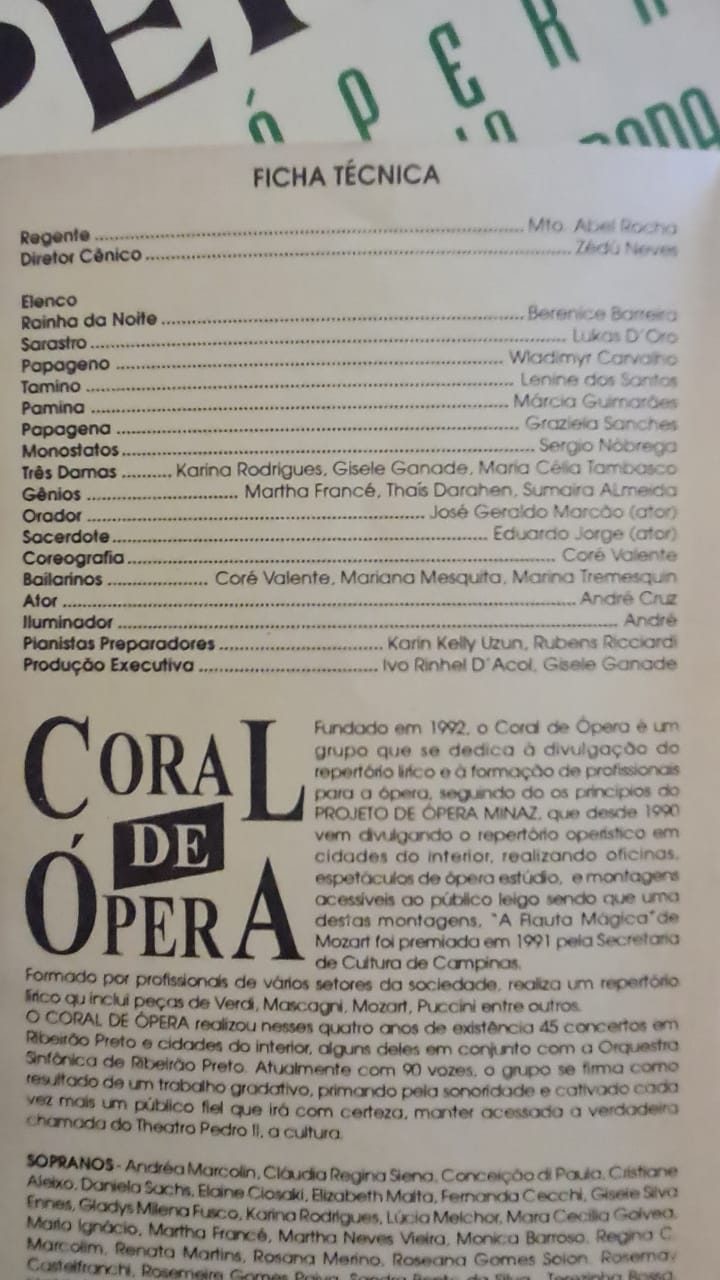 ÓPERA
FICHA TÉCNICA
Regente ........ Mto. Abel Rocha
Diretor Cênico ........ Zédú Neves
Elenco
Rainha da Noite ........ Berenice Barreira
Sarastro ........ Lukas D'Oro
Papageno ........ Wladimyr Carvalho
Tamino ........ Lenine dos Santos
Pamina ........ Márcia Guimarães
Papagena ........ Graziela Sanches
Monostatos ........ Sergio Nóbrega
Três Damas ........ Karina Rodrigues, Gisele Ganade, Maria Célia Tambasco
Gênios ........ Martha Francé, Thaís Darahen, Sumaira ALmeida
Orador ........ José Geraldo Marcão (ator)
Sacerdote ........ Eduardo Jorge (ator)
Coreografia ........ Coré Valente
Bailarinos ........ Coré Valente, Mariana Mesquita, Marina Tremesquin
Ator ........ André Cruz
Iluminador ........ André
Pianistas Preparadores ........ Karin Kelly Uzun, Rubens Ricciardi
Produção Executiva ........ Ivo Rinhel D'Acol, Gisele Ganade
CORAL
DE
ÓPERA
Fundado em 1992, o Coral de Ópera é um
grupo que se dedica à divulgação do
repertório lírico e à formação de profissionais
para a ópera, seguindo do os princípios do
PROJETO DE ÓPERA MINAZ, que desde 1990
vem divulgando o repertório operístico em
cidades do interior, realizando oficinas,
espetáculos de ópera estúdio, e montagens
acessíveis ao público leigo sendo que uma
destas montagens, "A Flauta Mágica" de
Mozart foi premiada em 1991 pela Secretaria
de Cultura de Campinas.
Formado por profissionais de vários setores da sociedade, realiza um repertório
lírico qu inclui peças de Verdi, Mascagni, Mozart, Puccini entre outros.
O CORAL DE ÓPERA realizou nesses quatro anos de existência 45 concertos em
Ribeirão Preto e cidades do interior, alguns deles em conjunto com a Orquestra
Sinfônica de Ribeirão Preto. Atualmente com 90 vozes, o grupo se firma como
resultado de um trabalho gradativo, primando pela sonoridade e cativado cada
vez mais um público fiel que irá com certeza, manter acessada a verdadeira
chamada do Theatro Pedro II, a cultura.
SOPRANOS - Andréa Marcolin, Cláudia Regina Siena, Conceição di Paula, Cristiane
Aleixo, Daniela Sachs, Elaine Closaki, Elizabeth Malta, Fernanda Cecchi, Gisele Silva
Ennes, Gladys Milena Fusco, Karina Rodrigues, Lúcia Melchor, Mara Cecília Goivea,
Maria Ignácio, Martha Francé, Martha Neves Vieira, Monica Barroso, Regina C.
Marcolim, Renata Martins, Rosana Merino, Roseana Gomes Soion, Rosemay
Castelfranchi, Rosemeire Gomes